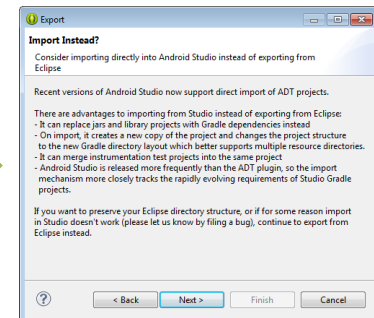 Export
Import Instead?
Consider importing directly into Android Studio instead of exporting from
Eclipse
Recent versions of Android Studio now support direct import of ADT projects.
There are advantages to importing from Studio instead of exporting from Eclipse:
- It can replace jars and library projects with Gradle dependencies instead
- On import, it creates a new copy of the project and changes the project structure
to the new Gradle directory layout which better supports multiple resource directories.
- It can merge instrumentation test projects into the same project
- Android Studio is released more frequently than the ADT plugin, so the import
mechanism more closely tracks the rapidly evolving requirements of Studio Gradle
projects.
If you want to preserve your Eclipse directory structure, or if for some reason import
in Studio doesn't work (please let us know by filing a bug), continue to export from
Eclipse instead.
? < Back Next > Finish Cancel